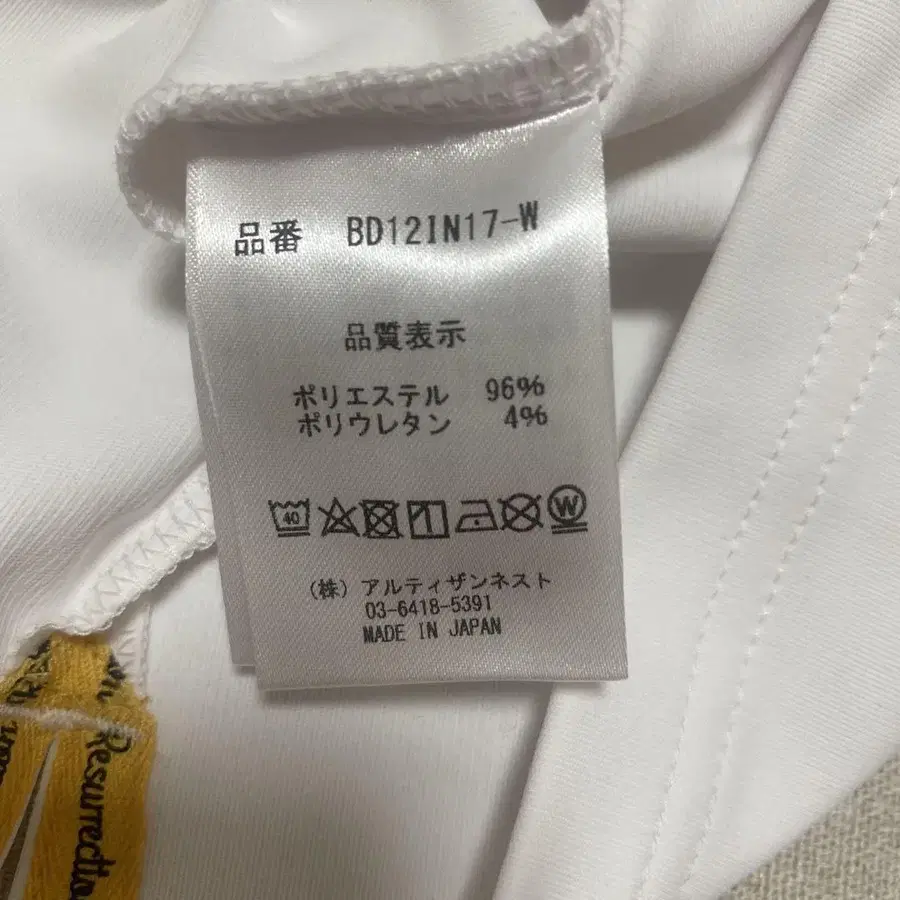 品番 BD12IN17-W
品質表示
ポリエステル 96%
ポリウレタン 4%
40
W
(株) アルティザンネスト
03-6418-5391
MADE IN JAPAN
Resurrection